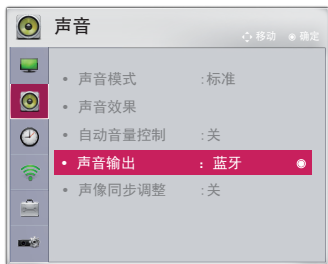 声音
移动 确定
• 声音模式 :标准
• 声音效果
• 自动音量控制 :关
• 声音输出 : 蓝牙
• 声像同步调整 :关